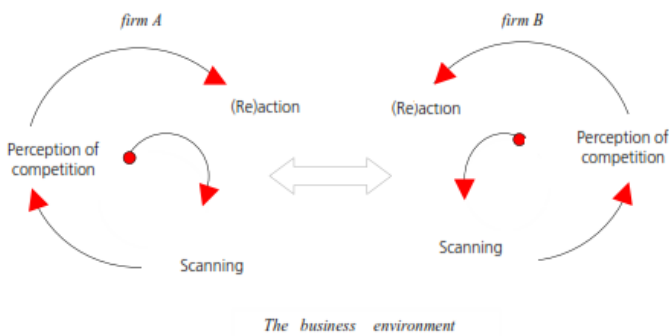 firm A
firm B
(Re)action
(Re)action
Perception of
competition
Perception of
competition
Scanning
Scanning
The business environment